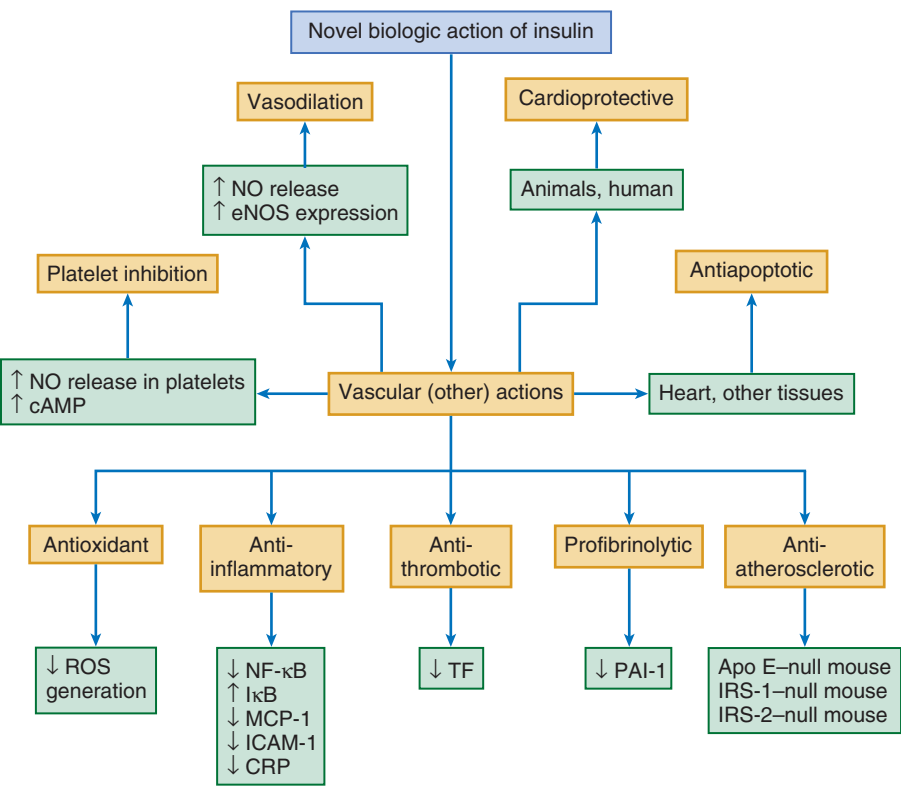 Novel biologic action of insulin
Vasodilation
Cardioprotective
↑ NO release
↑ eNOS expression
Animals, human
Platelet inhibition
Antiapoptotic
↑ NO release in platelets
↑ cAMP
Vascular (other) actions
Heart, other tissues
Antioxidant
Anti-
inflammatory
Anti-
thrombotic
Profibrinolytic
Anti-
atherosclerotic
↓ ROS
generation
↓ NF-κB
↑ IκB
↓ MCP-1
↓ ICAM-1
↓ CRP
↓ TF
↓ PAI-1
Apo E–null mouse
IRS-1–null mouse
IRS-2–null mouse